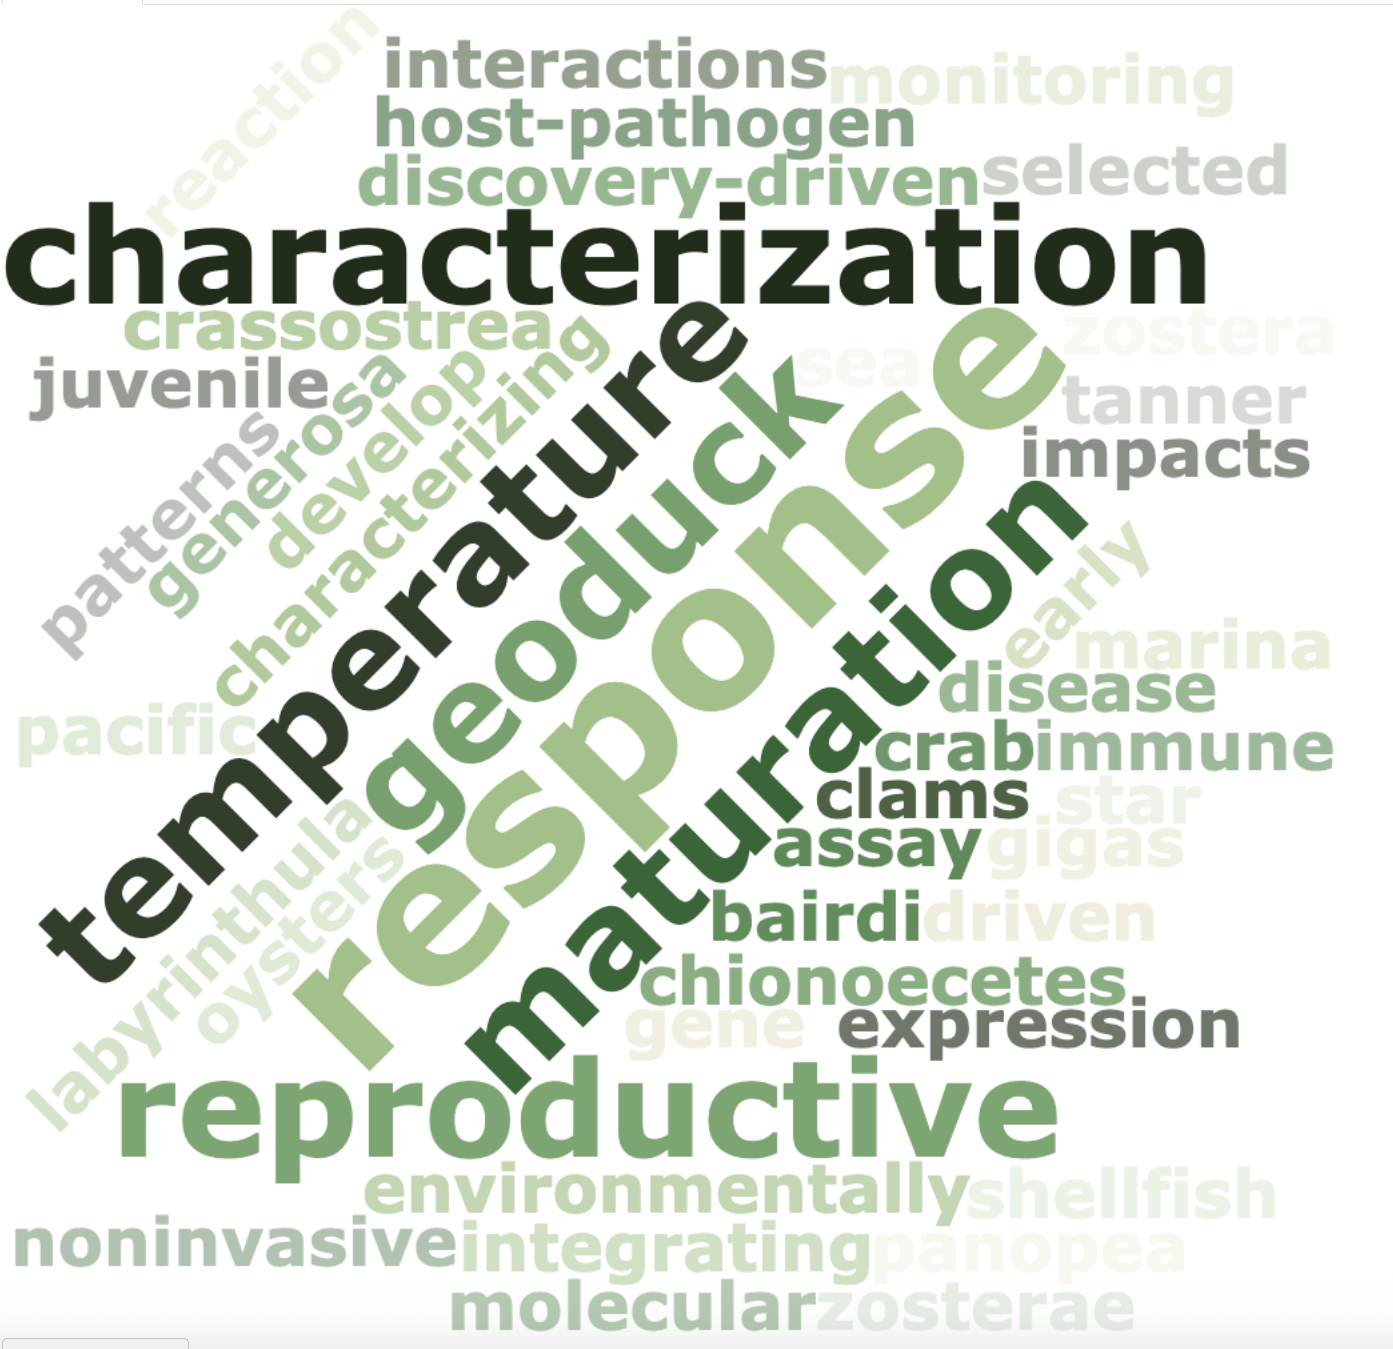 reaction
interactions
monitoring
host-pathogen
discovery-driven
selected
characterization
crassostrea
zostera
juvenile
sea
tanner
impacts
patterns
generosa
develop
characterizing
temperature
geoduck
response
maturation
early
marina
disease
pacific
crab
immune
clams
star
assay
gigas
labyrinthula
oysters
bairdi
driven
chionoecetes
gene
expression
reproductive
environmentally
shellfish
noninvasive
integrating
panopea
molecular
zosterae